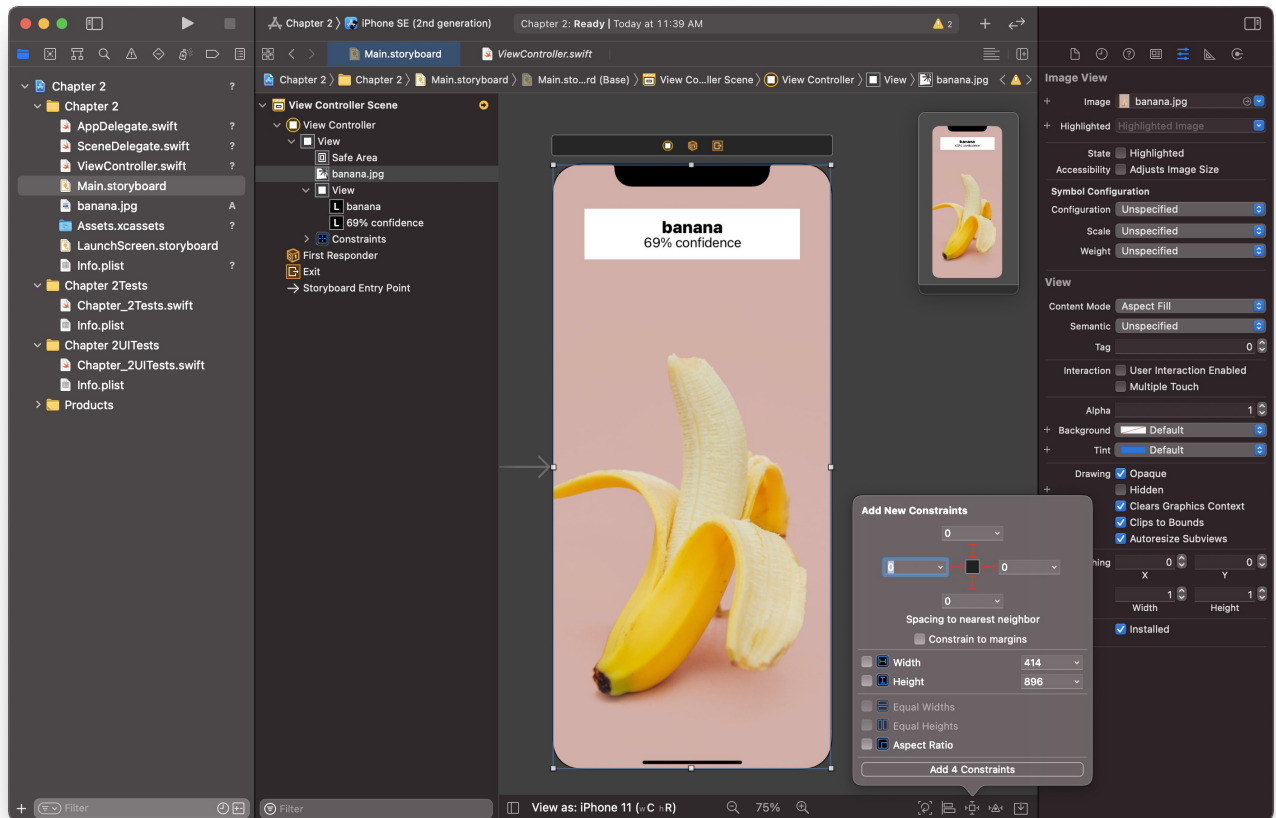 Chapter 2 〉 iPhone SE (2nd generation)
Chapter 2: Ready | Today at 11:39 AM
2
Main.storyboard
ViewController.swift
Chapter 2 〉 Chapter 2 〉 Main.storyboard 〉 Main.sto...rd (Base) 〉 View Co...ller Scene 〉 View Controller 〉 View 〉 banana.jpg
Chapter 2 ?
Chapter 2
AppDelegate.swift ?
SceneDelegate.swift ?
ViewController.swift ?
Main.storyboard
banana.jpg A
Assets.xcassets ?
LaunchScreen.storyboard
Info.plist ?
Chapter 2Tests
Chapter_2Tests.swift
Info.plist
Chapter 2UITests
Chapter_2UITests.swift
Info.plist
Products
Filter
View Controller Scene
View Controller
View
Safe Area
banana.jpg
View
L banana
L 69% confidence
Constraints
First Responder
Exit
Storyboard Entry Point
Filter
banana
69% confidence
banana
69% confidence
View as: iPhone 11 (wC hR)
75%
Add New Constraints
0
0 0
0
Spacing to nearest neighbor
Constrain to margins
Width 414
Height 896
Equal Widths
Equal Heights
Aspect Ratio
Add 4 Constraints
Image View
Image banana.jpg
Highlighted Highlighted Image
State Highlighted
Accessibility Adjusts Image Size
Symbol Configuration
Configuration Unspecified
Scale Unspecified
Weight Unspecified
View
Content Mode Aspect Fill
Semantic Unspecified
Tag 0
Interaction User Interaction Enabled
Multiple Touch
Alpha 1
Background Default
Tint Default
Drawing Opaque
Hidden
Clears Graphics Context
Clips to Bounds
Autoresize Subviews
hing 0 0
X Y
1 1
Width Height
Installed